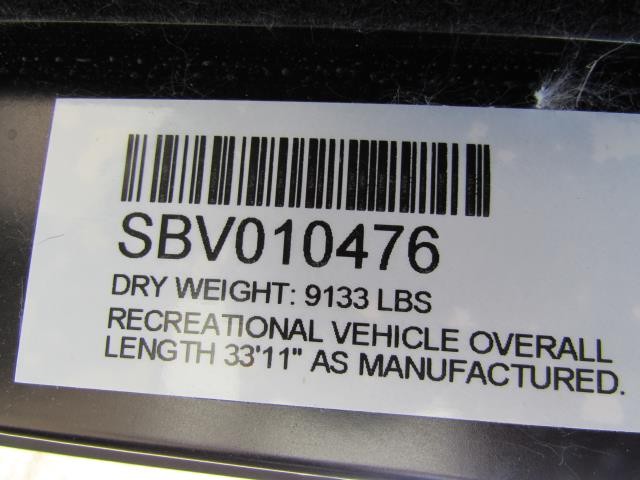 SBV010476
DRY WEIGHT: 9133 LBS
RECREATIONAL VEHICLE OVERALL
LENGTH 33'11" AS MANUFACTURED.